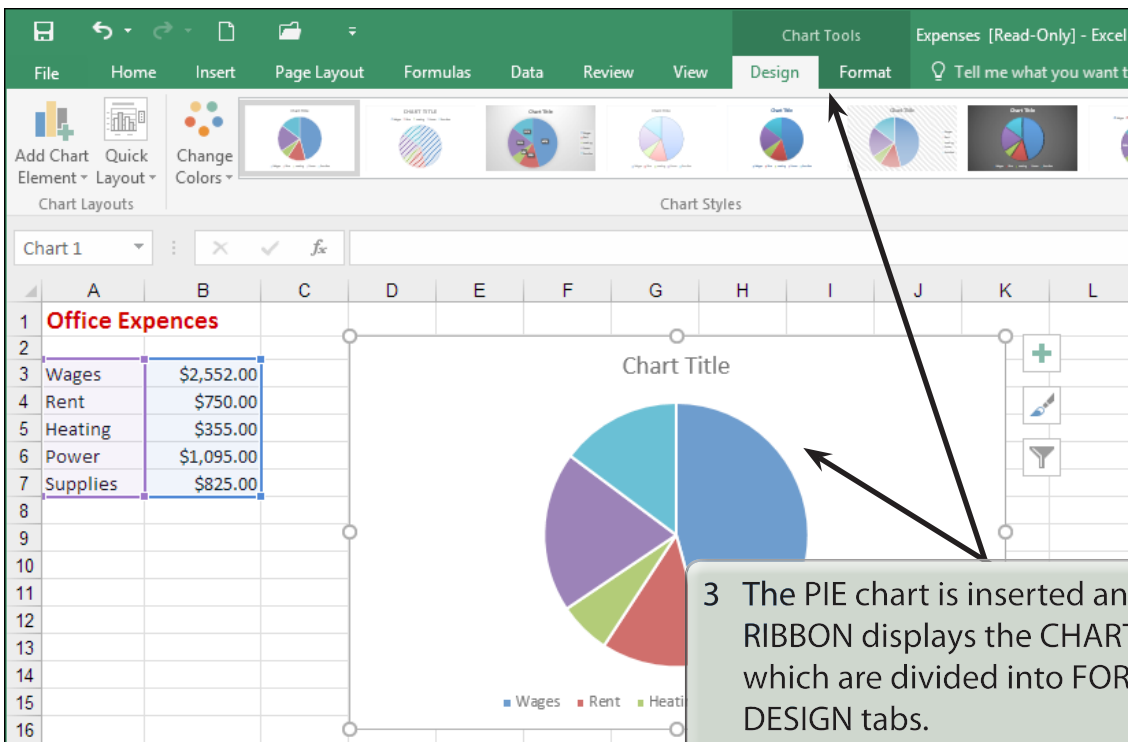 Chart Tools Expenses [Read-Only] - Excel
File Home Insert Page Layout Formulas Data Review View Design Format Tell me what you want t
Add Chart Quick Change
Element Layout Colors
Chart Layouts Chart Styles
Chart 1 fx
A B C D E F G H I J K L
1 Office Expences
2
3 Wages $2,552.00
4 Rent $750.00
5 Heating $355.00
6 Power $1,095.00
7 Supplies $825.00
8
9
10
11
12
13
14
15
16
Chart Title
Wages Rent Heati
3 The PIE chart is inserted an
RIBBON displays the CHART
which are divided into FOR
DESIGN tabs.